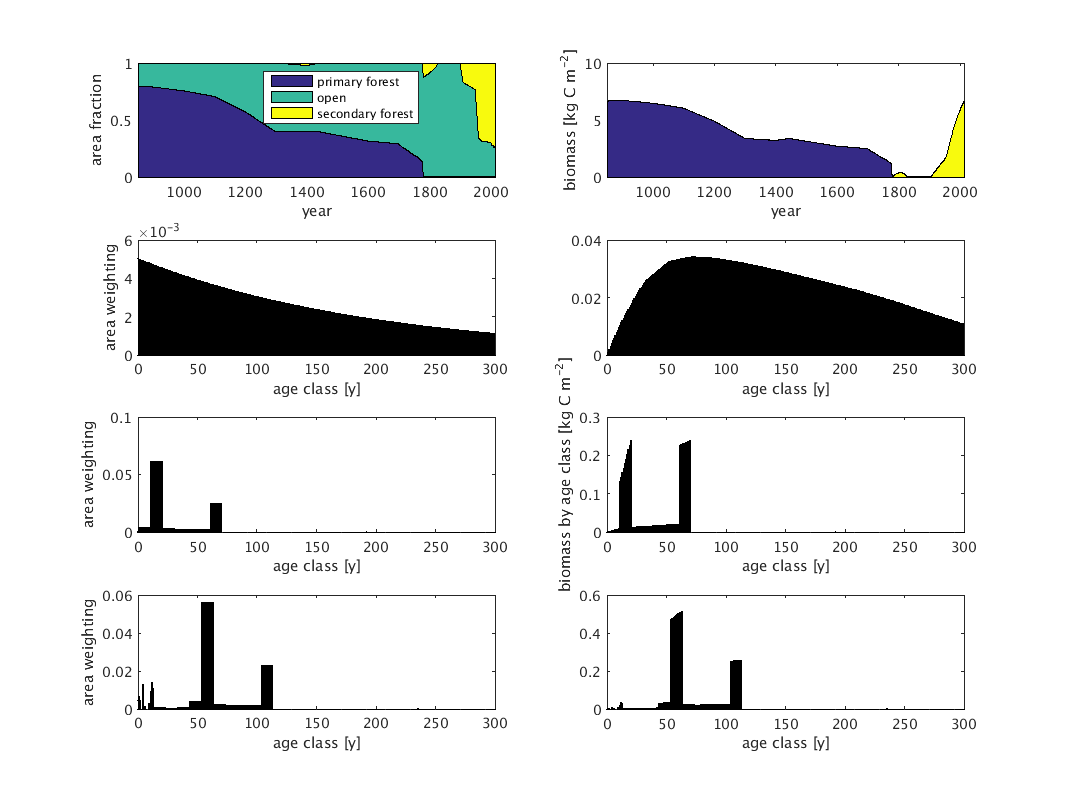 1
0.5
0
area fraction
primary forest
open
secondary forest
1000 1200 1400 1600 1800 2000
year
10
5
0
biomass [kg C m⁻²]
1000 1200 1400 1600 1800 2000
year
×10⁻³
6
4
2
0
area weighting
0 50 100 150 200 250 300
age class [y]
0.04
0.02
0
0 50 100 150 200 250 300
age class [y]
0.1
0.05
0
area weighting
0 50 100 150 200 250 300
age class [y]
biomass by age class [kg C m⁻²]
0.3
0.2
0.1
0
0 50 100 150 200 250 300
age class [y]
0.06
0.04
0.02
0
area weighting
0 50 100 150 200 250 300
age class [y]
0.6
0.4
0.2
0
0 50 100 150 200 250 300
age class [y]